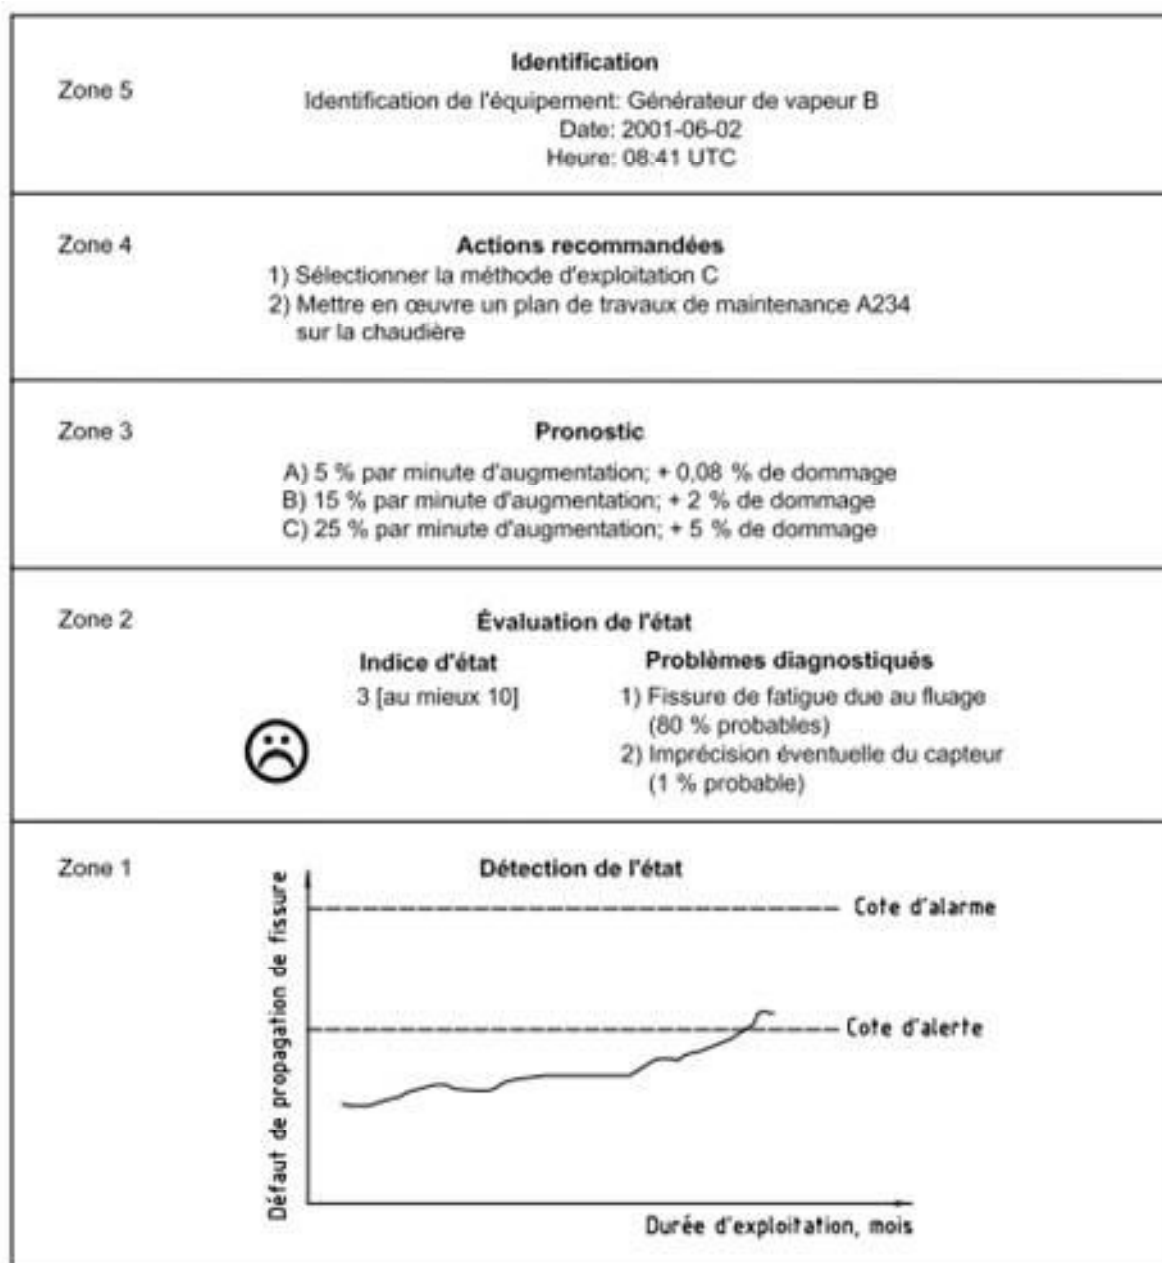 Zone 5
Identification
Identification de l'équipement: Générateur de vapeur B
Date: 2001-06-02
Heure: 08:41 UTC
Zone 4
Actions recommandées
1) Sélectionner la méthode d'exploitation C
2) Mettre en œuvre un plan de travaux de maintenance A234
sur la chaudière
Zone 3
Pronostic
A) 5 % par minute d'augmentation; + 0,08 % de dommage
B) 15 % par minute d'augmentation; + 2 % de dommage
C) 25 % par minute d'augmentation; + 5 % de dommage
Zone 2
Évaluation de l'état
Indice d'état
3 [au mieux 10]
Problèmes diagnostiqués
1) Fissure de fatigue due au fluage
(80 % probables)
2) Imprécision éventuelle du capteur
(1 % probable)
Zone 1
Détection de l'état
Défaut de propagation de fissure
Cote d'alarme
Cote d'alerte
Durée d'exploitation, mois